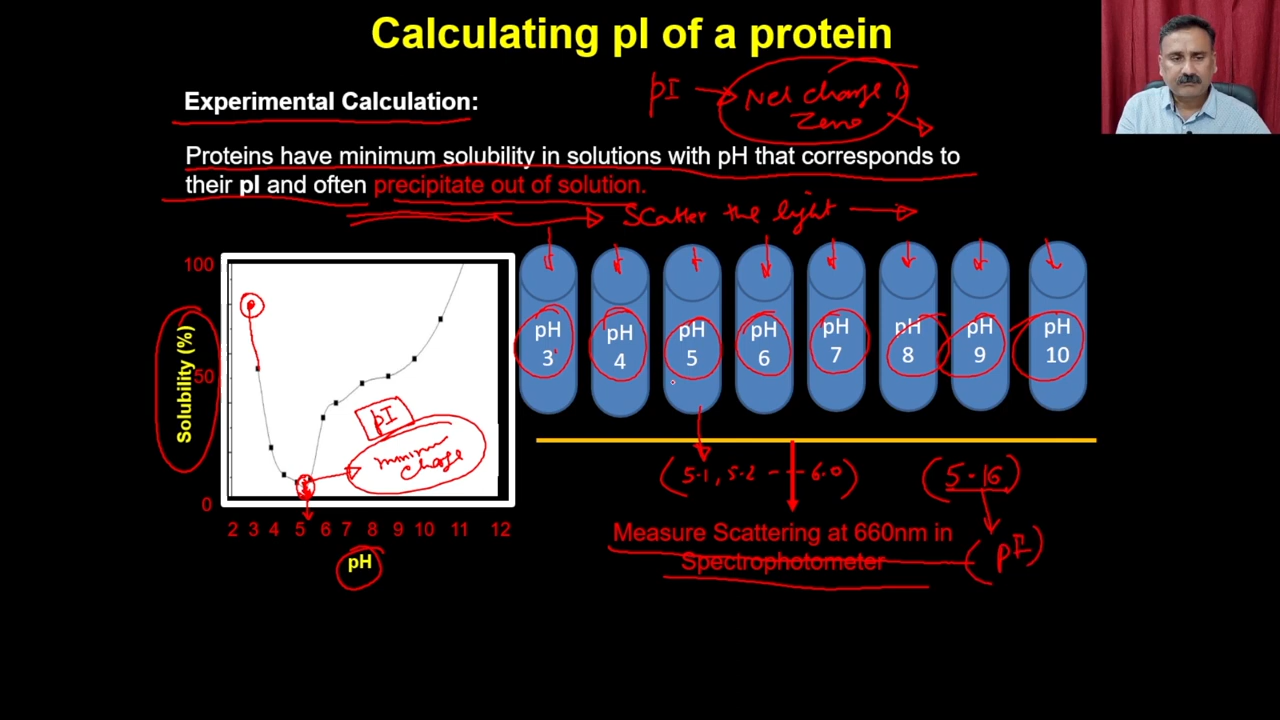 Calculating pI of a protein
pI → Net charge is
Zero
Experimental Calculation:
Proteins have minimum solubility in solutions with pH that corresponds to
their pI and often precipitate out of solution.
Scatter the light
Solubility (%)
100
50
0
pI
minimum
charge
2 3 4 5 6 7 8 9 10 11 12
pH
pH 3
pH 4
pH 5
pH 6
pH 7
pH 8
pH 9
pH 10
(5.1, 5.2 --- 6.0)
(5.16)
Measure Scattering at 660nm in
Spectrophotometer
(pI)